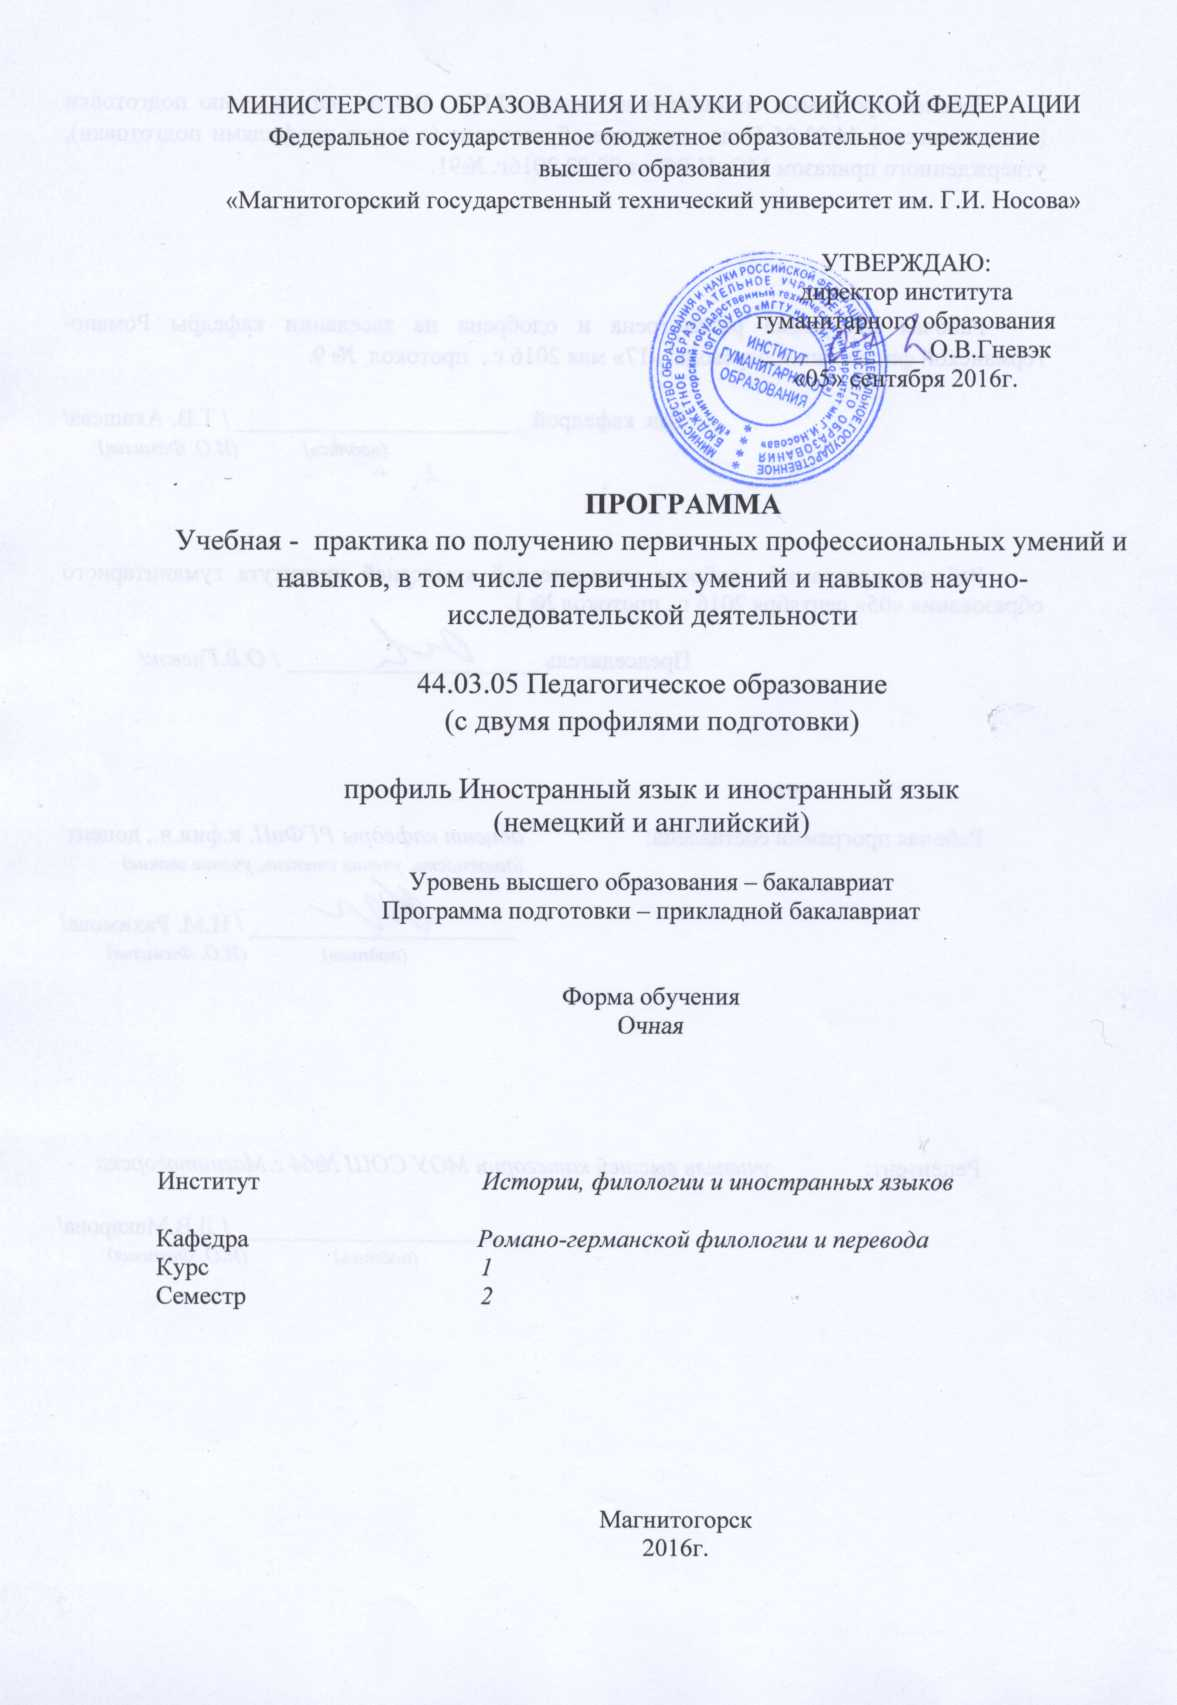 МИНИСТЕРСТВО ОБРАЗОВАНИЯ И НАУКИ РОССИЙСКОЙ ФЕДЕРАЦИИ
Федеральное государственное бюджетное образовательное учреждение
высшего образования
«Магнитогорский государственный технический университет им. Г.И. Носова»
УТВЕРЖДАЮ:
директор института
гуманитарного образования
О.В.Гневэк
«05» сентября 2016г.
ИНСТИТУТ
ГУМАНИТАРНОГО
ОБРАЗОВАНИЯ
ПРОГРАММА
Учебная - практика по получению первичных профессиональных умений и
навыков, в том числе первичных умений и навыков научно-
исследовательской деятельности
44.03.05 Педагогическое образование
(с двумя профилями подготовки)
профиль Иностранный язык и иностранный язык
(немецкий и английский)
Уровень высшего образования – бакалавриат
Программа подготовки – прикладной бакалавриат
Форма обучения
Очная
Институт Истории, филологии и иностранных языков
Кафедра Романо-германской филологии и перевода
Курс 1
Семестр 2
Магнитогорск
2016г.